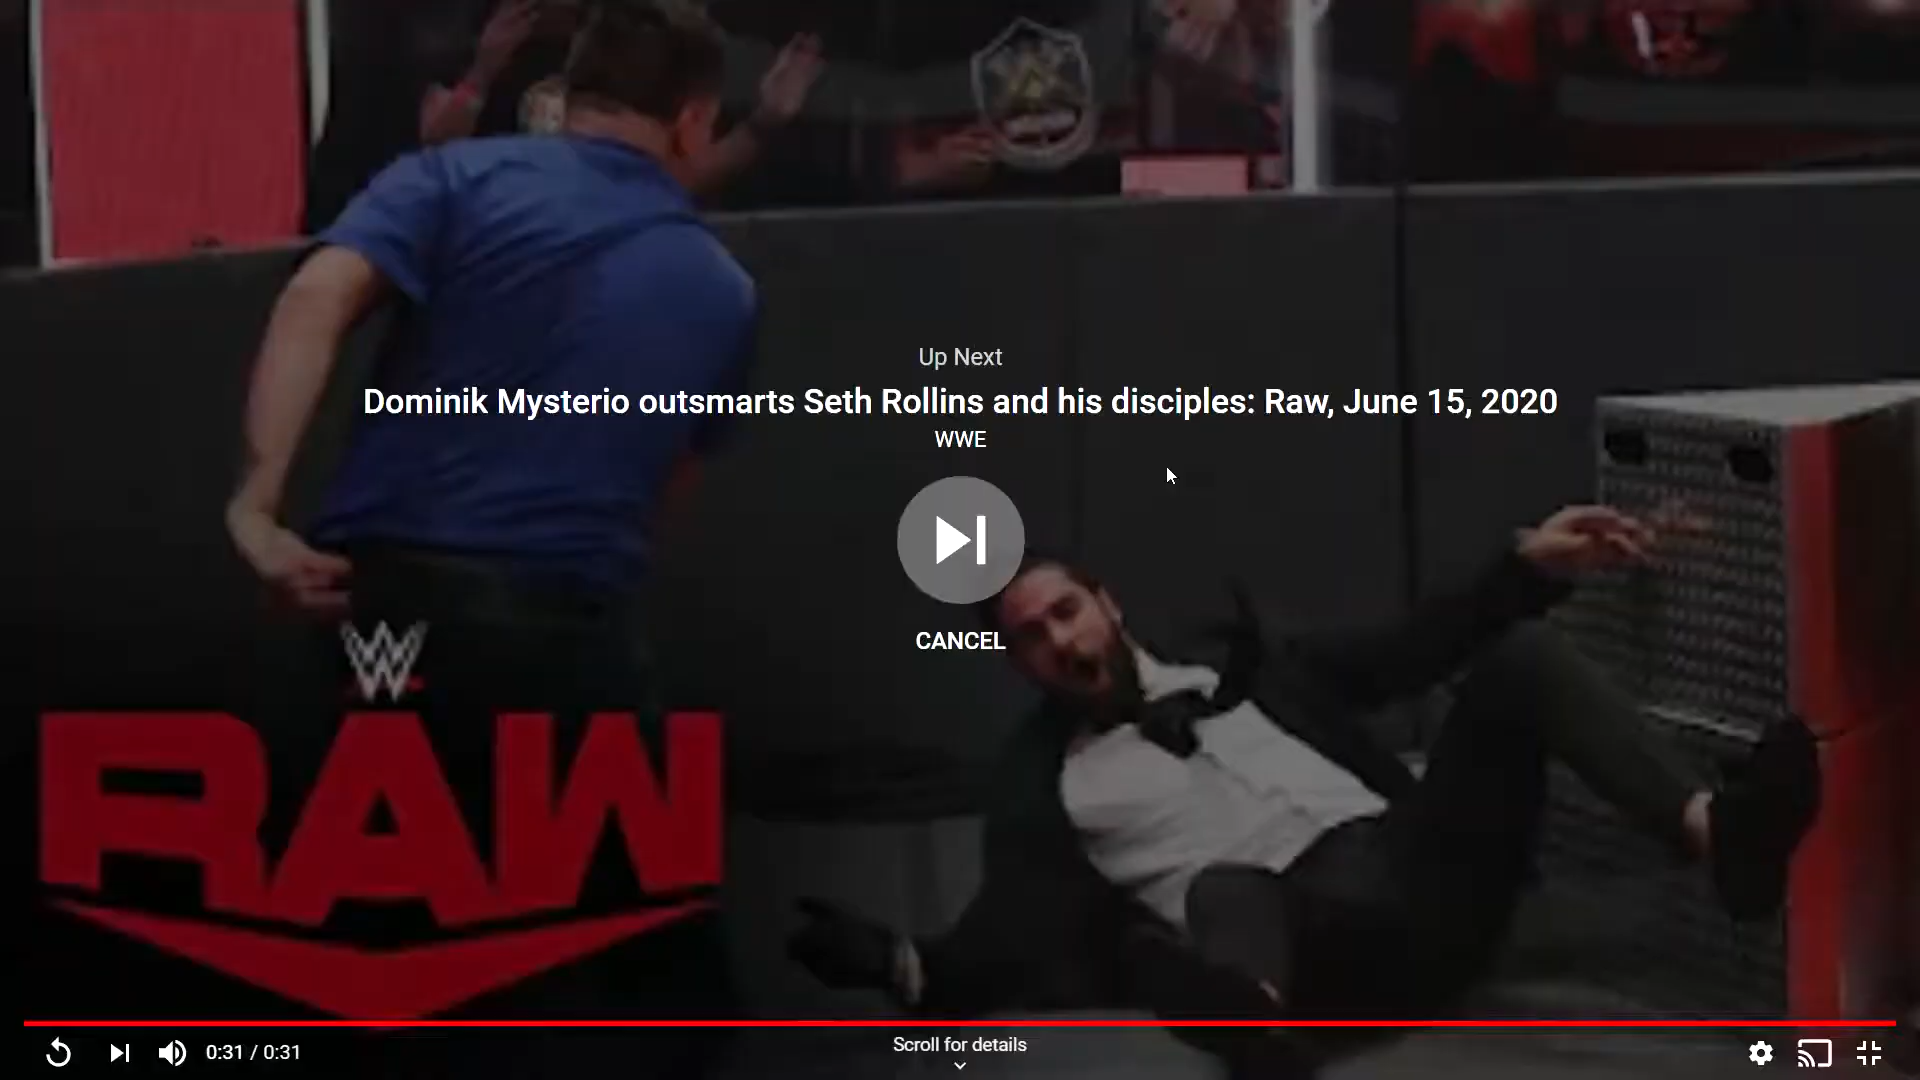 Up Next
Dominik Mysterio outsmarts Seth Rollins and his disciples: Raw, June 15, 2020
WWE
CANCEL
W
RAW
0:31 / 0:31
Scroll for details